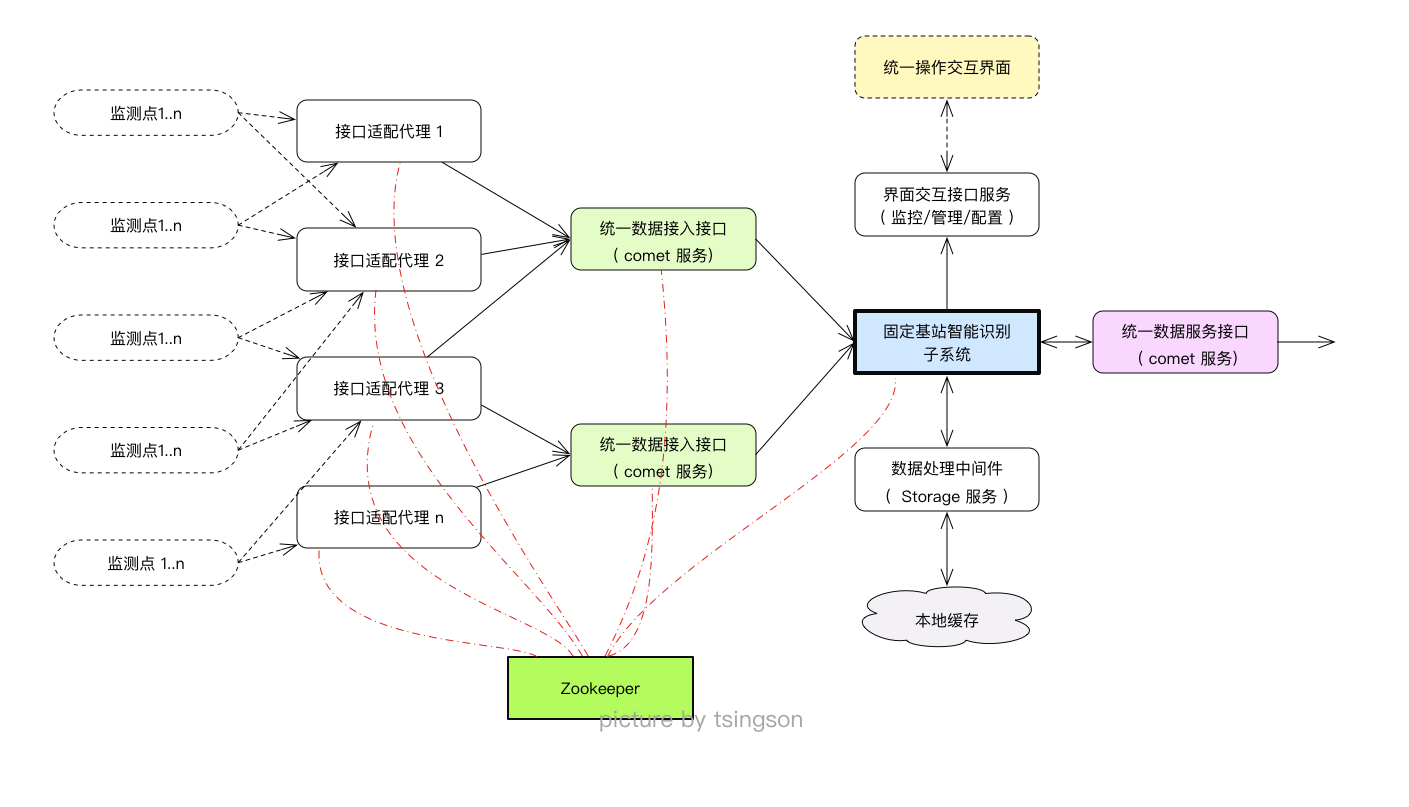 统一操作交互界面
监测点1..n
接口适配代理 1
监测点1..n
界面交互接口服务
( 监控/管理/配置 )
统一数据接入接口
( comet 服务)
接口适配代理 2
监测点1..n
固定基站智能识别
子系统
统一数据服务接口
( comet 服务)
接口适配代理 3
监测点1..n
统一数据接入接口
( comet 服务)
数据处理中间件
( Storage 服务 )
接口适配代理 n
监测点 1..n
本地缓存
Zookeeper
picture by tsingson